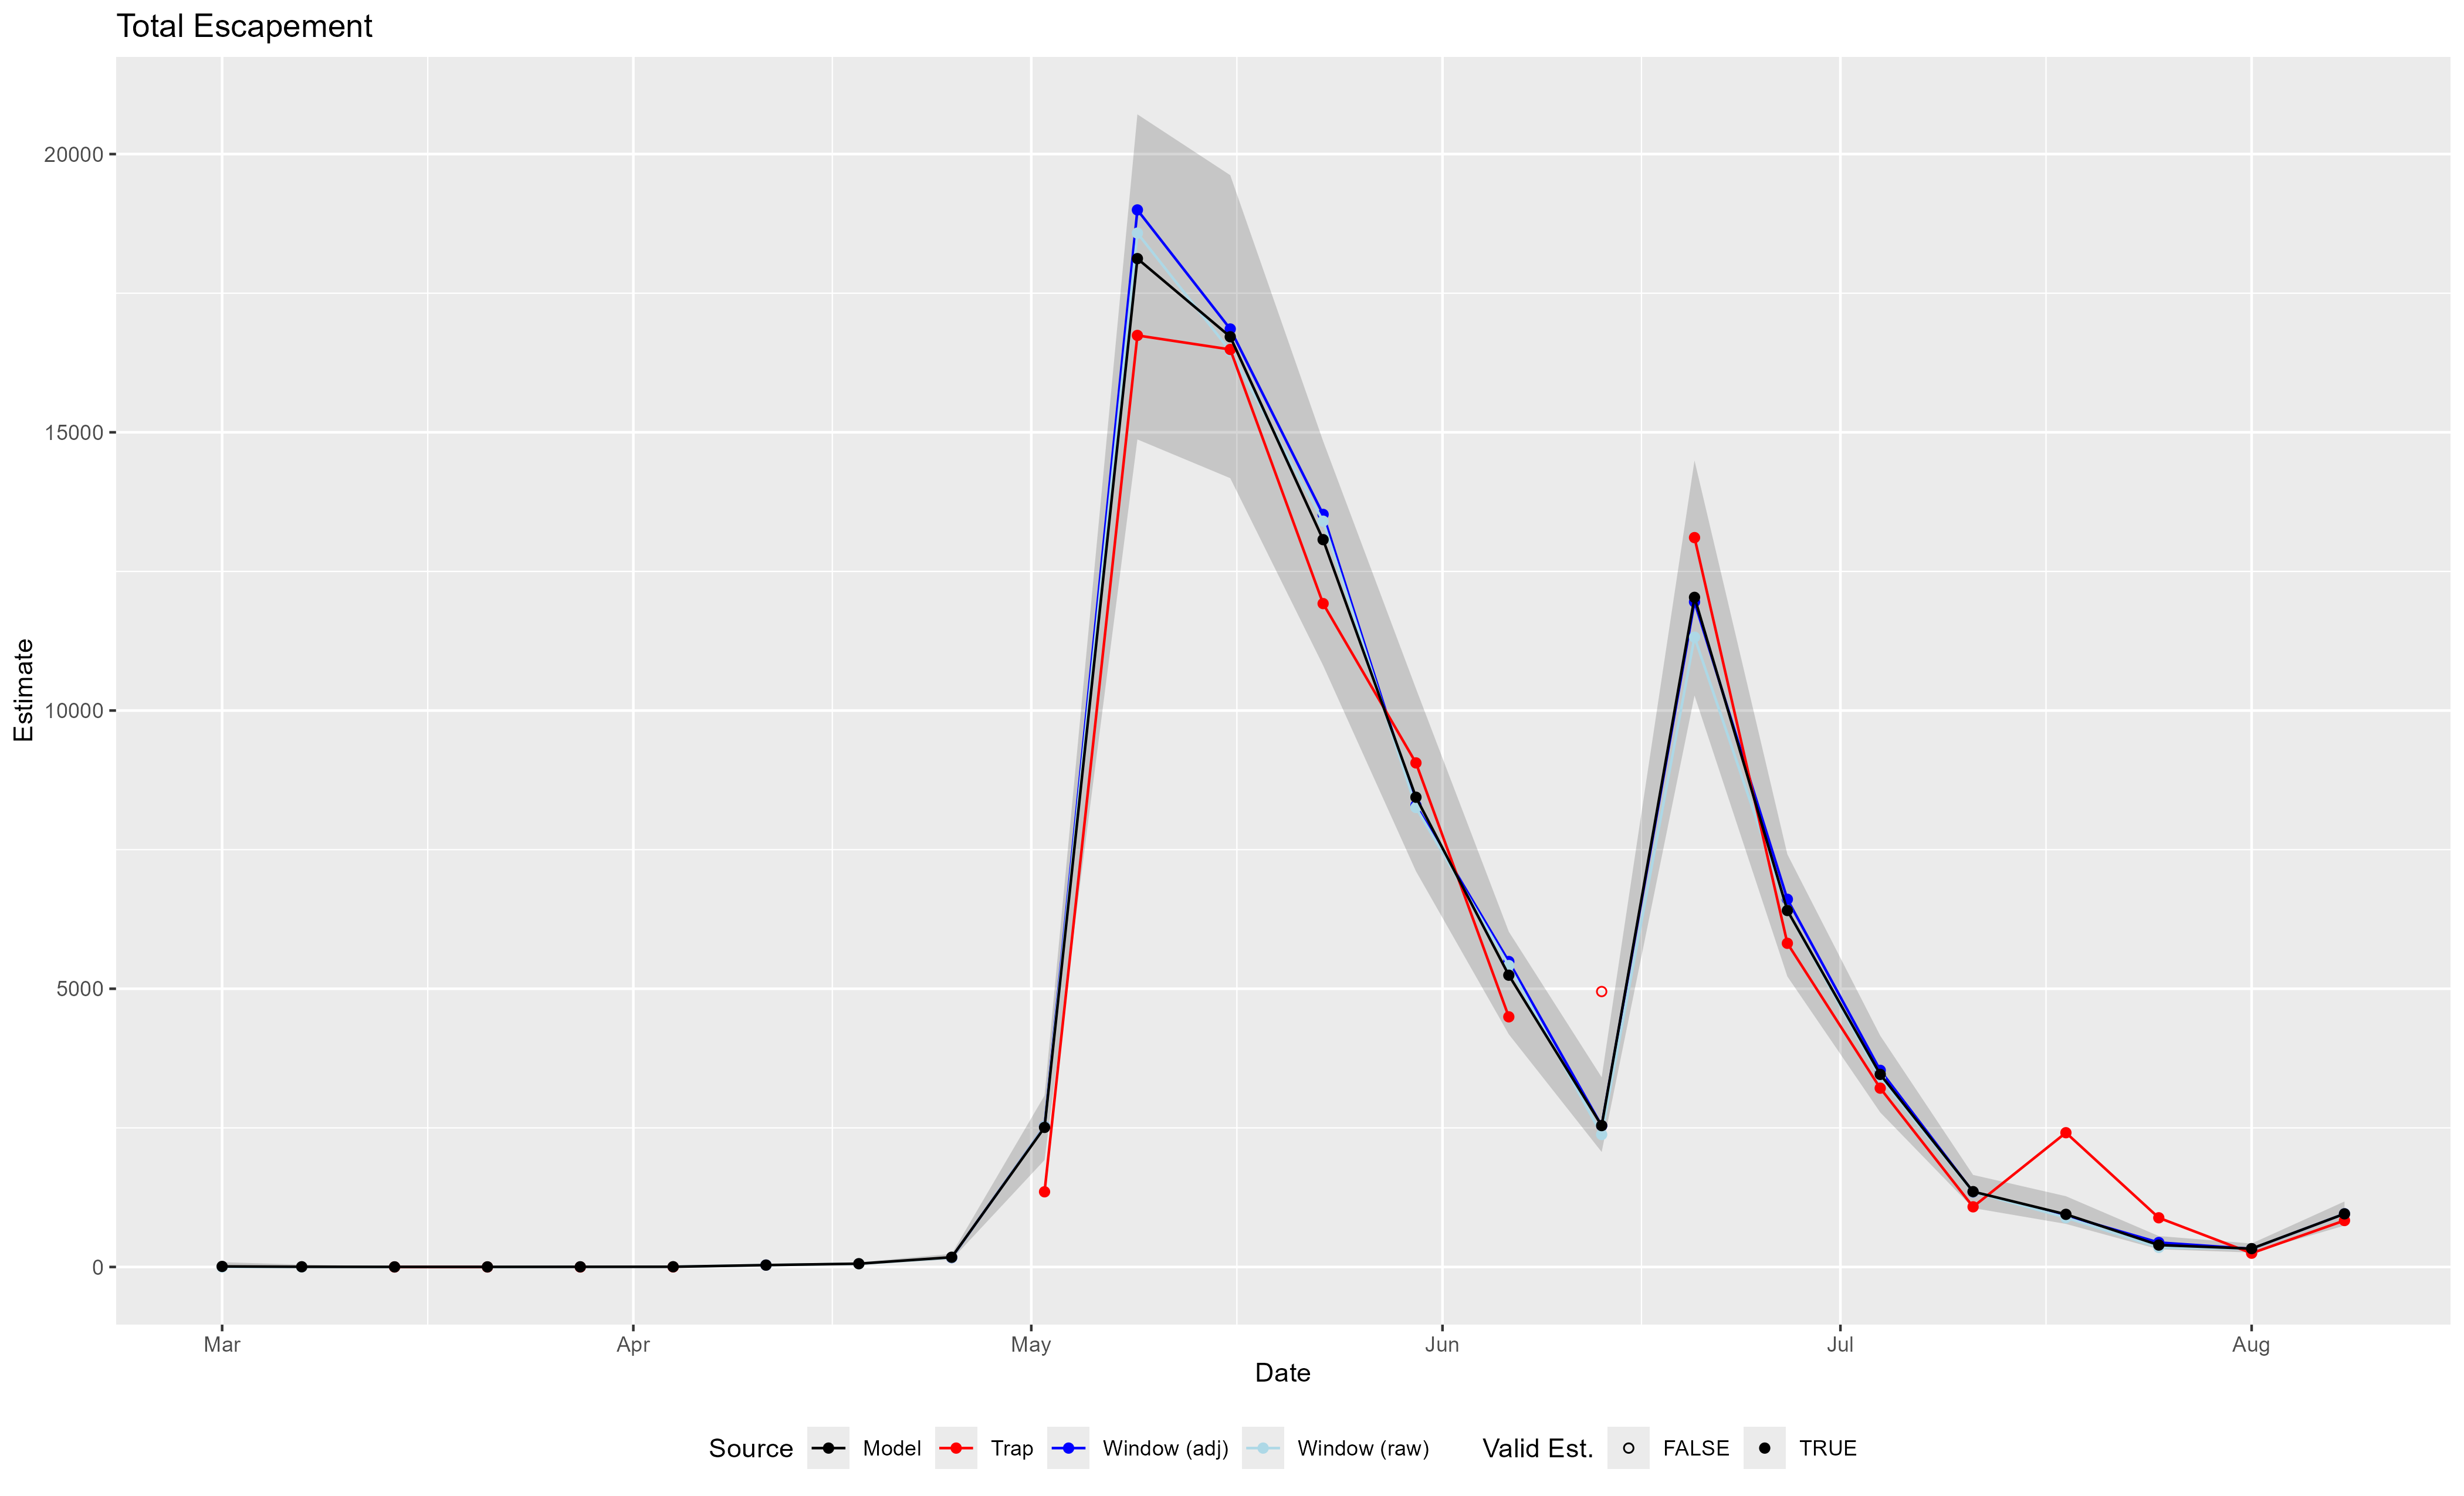 Total Escapement
20000
15000
10000
5000
0
Estimate
Mar Apr May Jun Jul Aug
Date
Source Model Trap Window (adj) Window (raw) Valid Est. FALSE TRUE